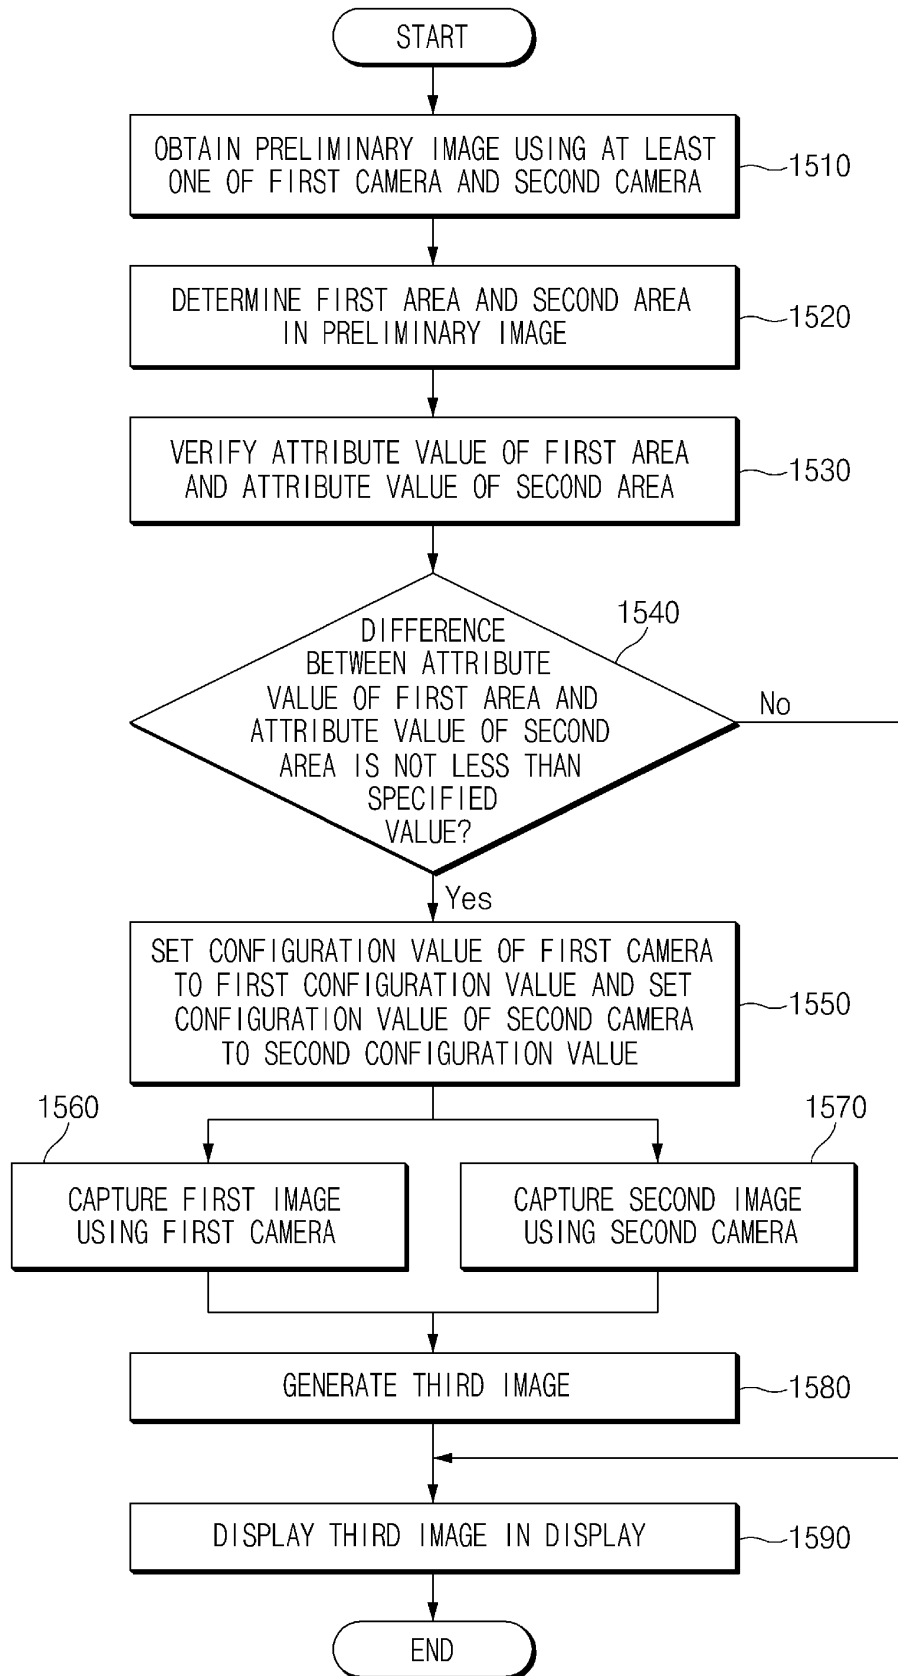 START
OBTAIN PRELIMINARY IMAGE USING AT LEAST
ONE OF FIRST CAMERA AND SECOND CAMERA
1510
DETERMINE FIRST AREA AND SECOND AREA
IN PRELIMINARY IMAGE
1520
VERIFY ATTRIBUTE VALUE OF FIRST AREA
AND ATTRIBUTE VALUE OF SECOND AREA
1530
1540
DIFFERENCE
BETWEEN ATTRIBUTE
VALUE OF FIRST AREA AND
ATTRIBUTE VALUE OF SECOND
AREA IS NOT LESS THAN
SPECIFIED
VALUE?
No
Yes
SET CONFIGURATION VALUE OF FIRST CAMERA
TO FIRST CONFIGURATION VALUE AND SET
CONFIGURATION VALUE OF SECOND CAMERA
TO SECOND CONFIGURATION VALUE
1550
1560
CAPTURE FIRST IMAGE
USING FIRST CAMERA
1570
CAPTURE SECOND IMAGE
USING SECOND CAMERA
GENERATE THIRD IMAGE
1580
DISPLAY THIRD IMAGE IN DISPLAY
1590
END